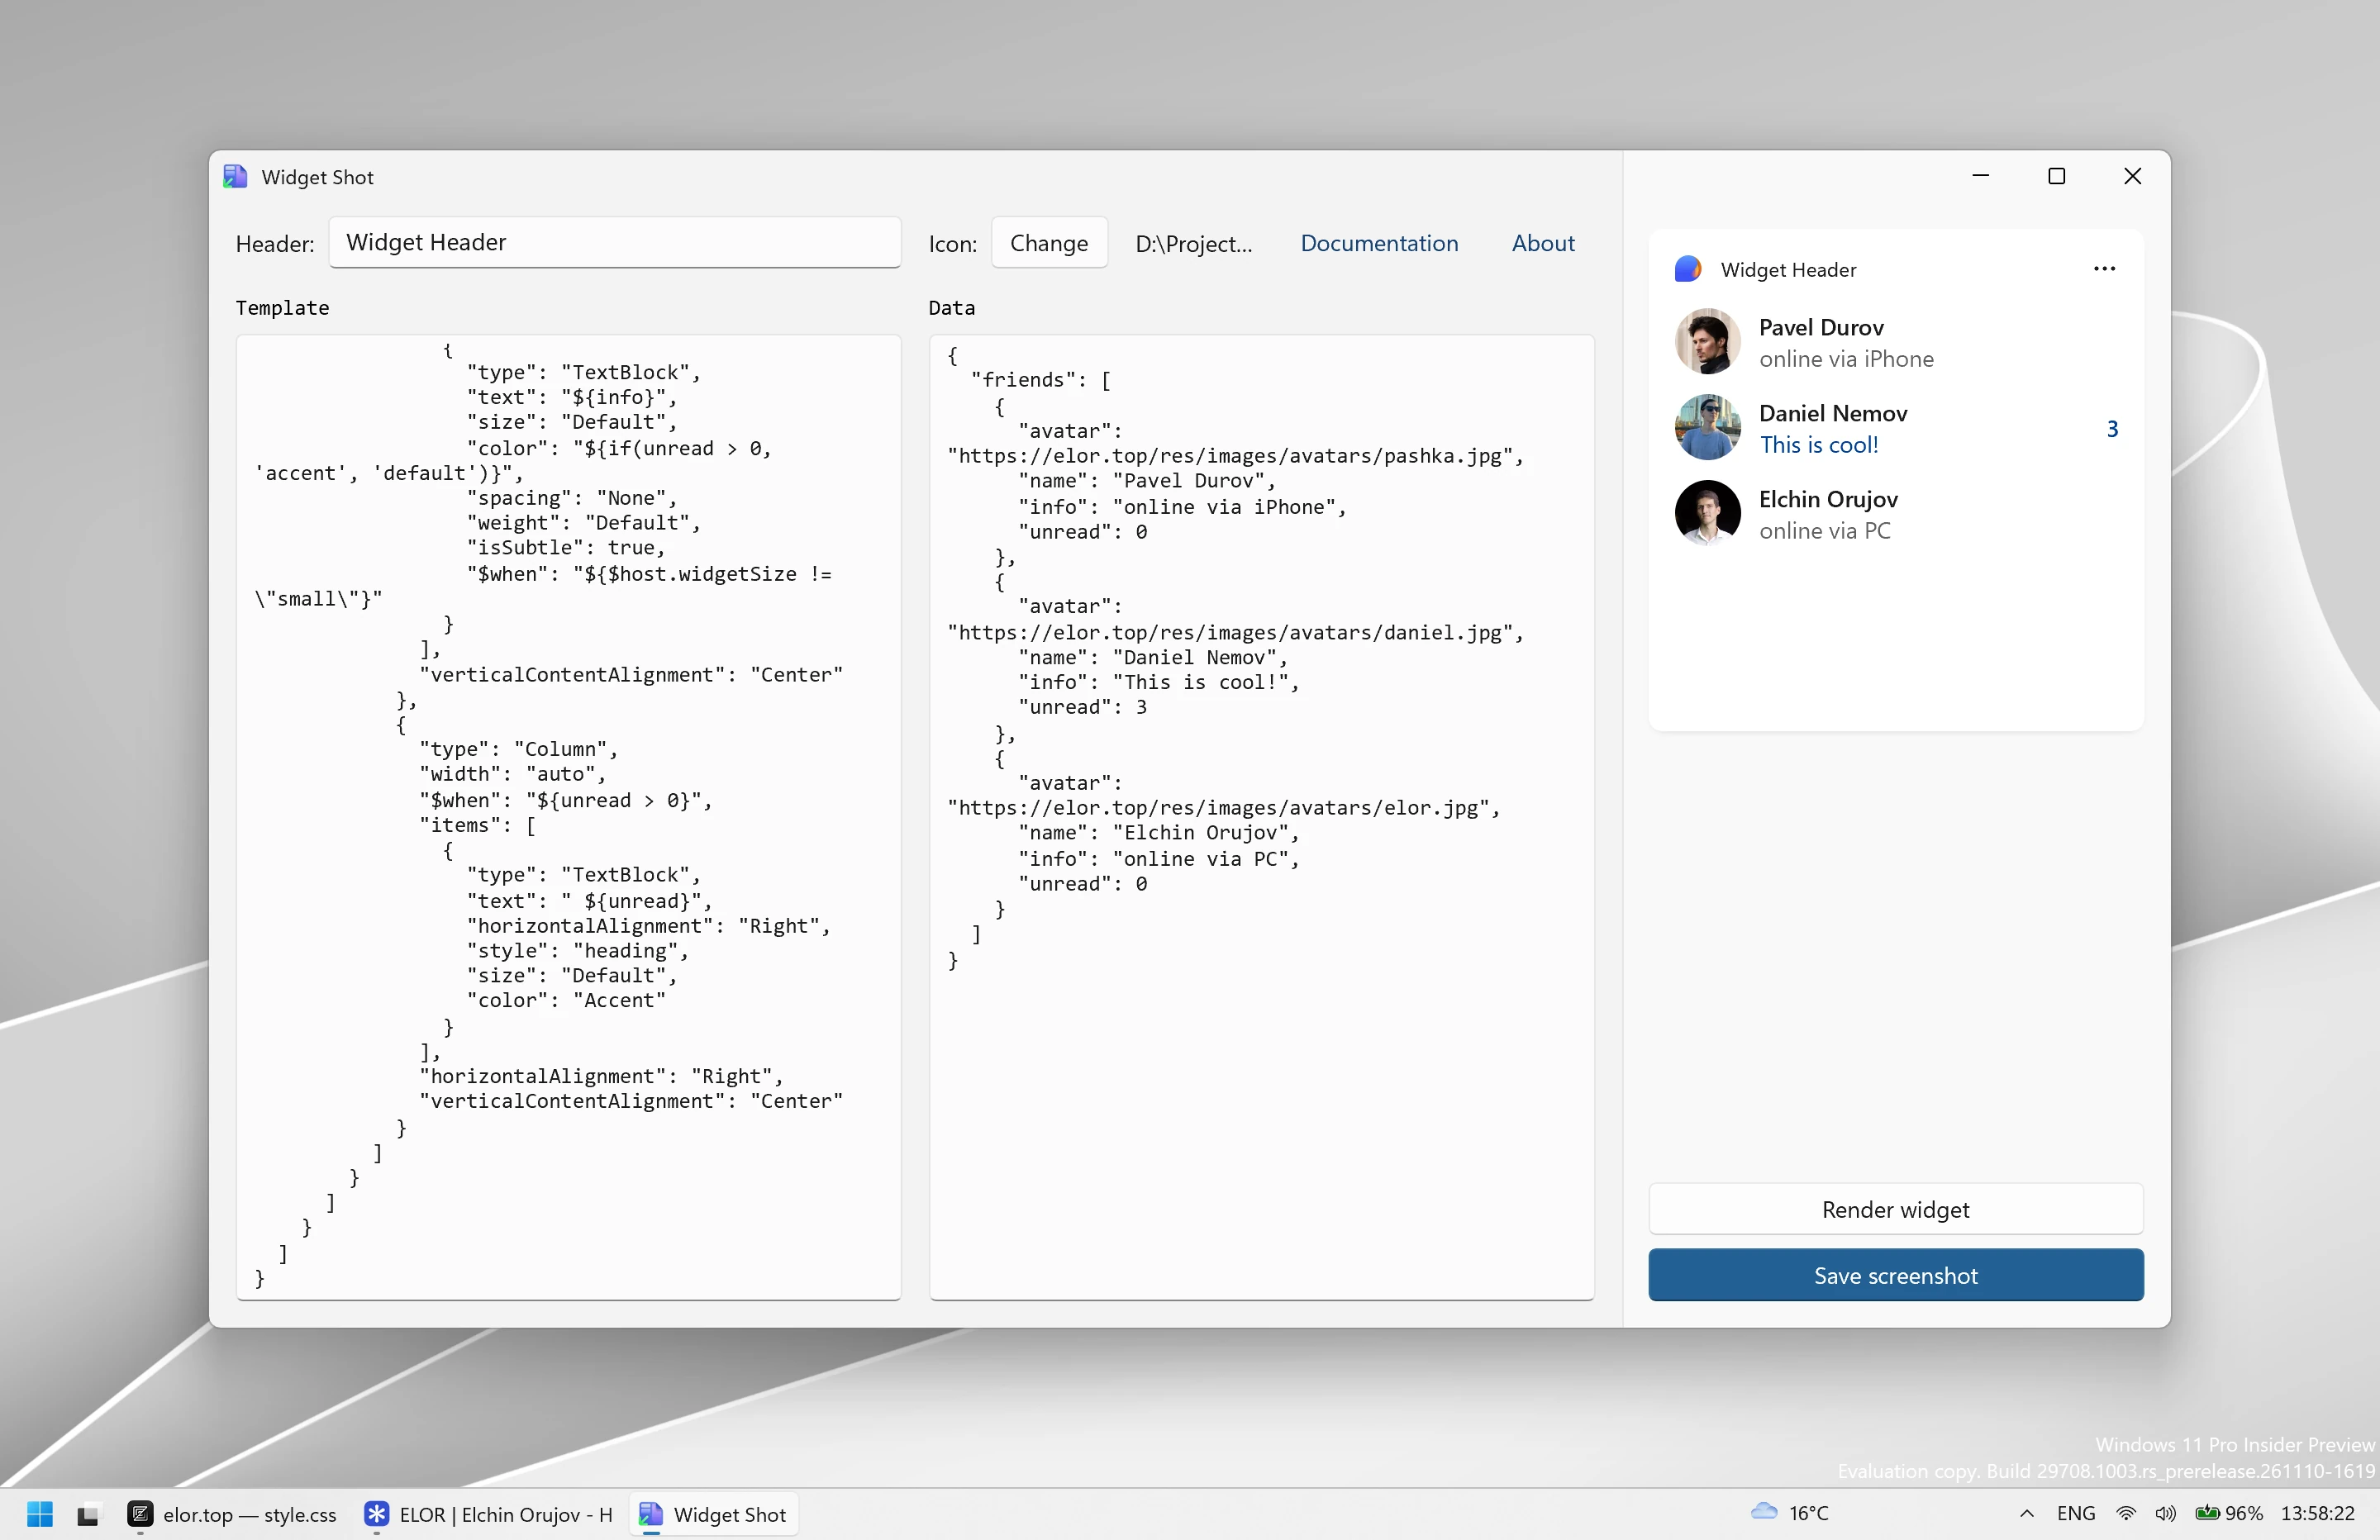 Widget Shot
Header:
Widget Header
Icon:
Change
D:\Project...
Documentation
About
Template
{
"type": "TextBlock",
"text": "${info}",
"size": "Default",
"color": "${if(unread > 0,
'accent', 'default')}",
"spacing": "None",
"weight": "Default",
"isSubtle": true,
"$when": "${$host.widgetSize !=
\"small\"}"
}
],
"verticalContentAlignment": "Center"
},
{
"type": "Column",
"width": "auto",
"$when": "${unread > 0}",
"items": [
{
"type": "TextBlock",
"text": " ${unread}",
"horizontalAlignment": "Right",
"style": "heading",
"size": "Default",
"color": "Accent"
}
],
"horizontalAlignment": "Right",
"verticalContentAlignment": "Center"
}
]
}
]
}
]
}
Data
{
"friends": [
{
"avatar":
"https://elor.top/res/images/avatars/pashka.jpg",
"name": "Pavel Durov",
"info": "online via iPhone",
"unread": 0
},
{
"avatar":
"https://elor.top/res/images/avatars/daniel.jpg",
"name": "Daniel Nemov",
"info": "This is cool!",
"unread": 3
},
{
"avatar":
"https://elor.top/res/images/avatars/elor.jpg",
"name": "Elchin Orujov",
"info": "online via PC",
"unread": 0
}
]
}
Widget Header
Pavel Durov
online via iPhone
Daniel Nemov
This is cool!
3
Elchin Orujov
online via PC
Render widget
Save screenshot
Windows 11 Pro Insider Preview
Evaluation copy. Build 29708.1003.rs_prerelease.261110-1619
elor.top — style.css
ELOR | Elchin Orujov - H
Widget Shot
16°C
ENG
96%
13:58:22